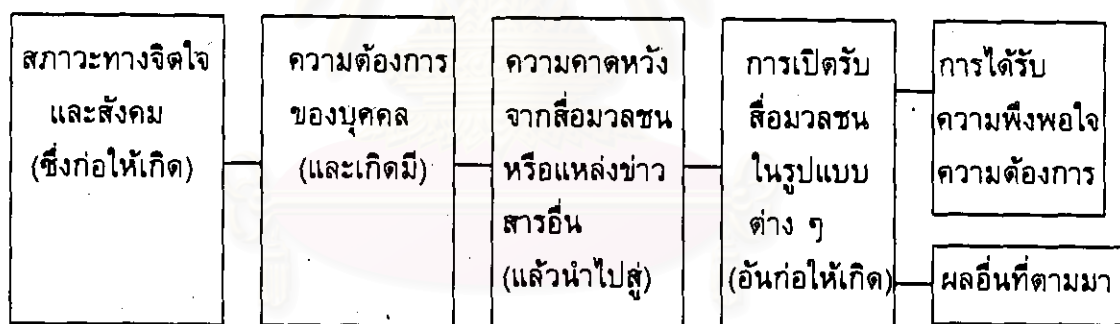 สภาวะทางจิตใจ
และสังคม
(ซึ่งก่อให้เกิด)
ความต้องการ
ของบุคคล
(และเกิดมี)
ความคาดหวัง
จากสื่อมวลชน
หรือแหล่งข่าว
สารอื่น
(แล้วนำไปสู่)
การเปิดรับ
สื่อมวลชน
ในรูปแบบ
ต่าง ๆ
(อันก่อให้เกิด)
การได้รับ
ความพึงพอใจ
ความต้องการ
ผลอื่นที่ตามมา